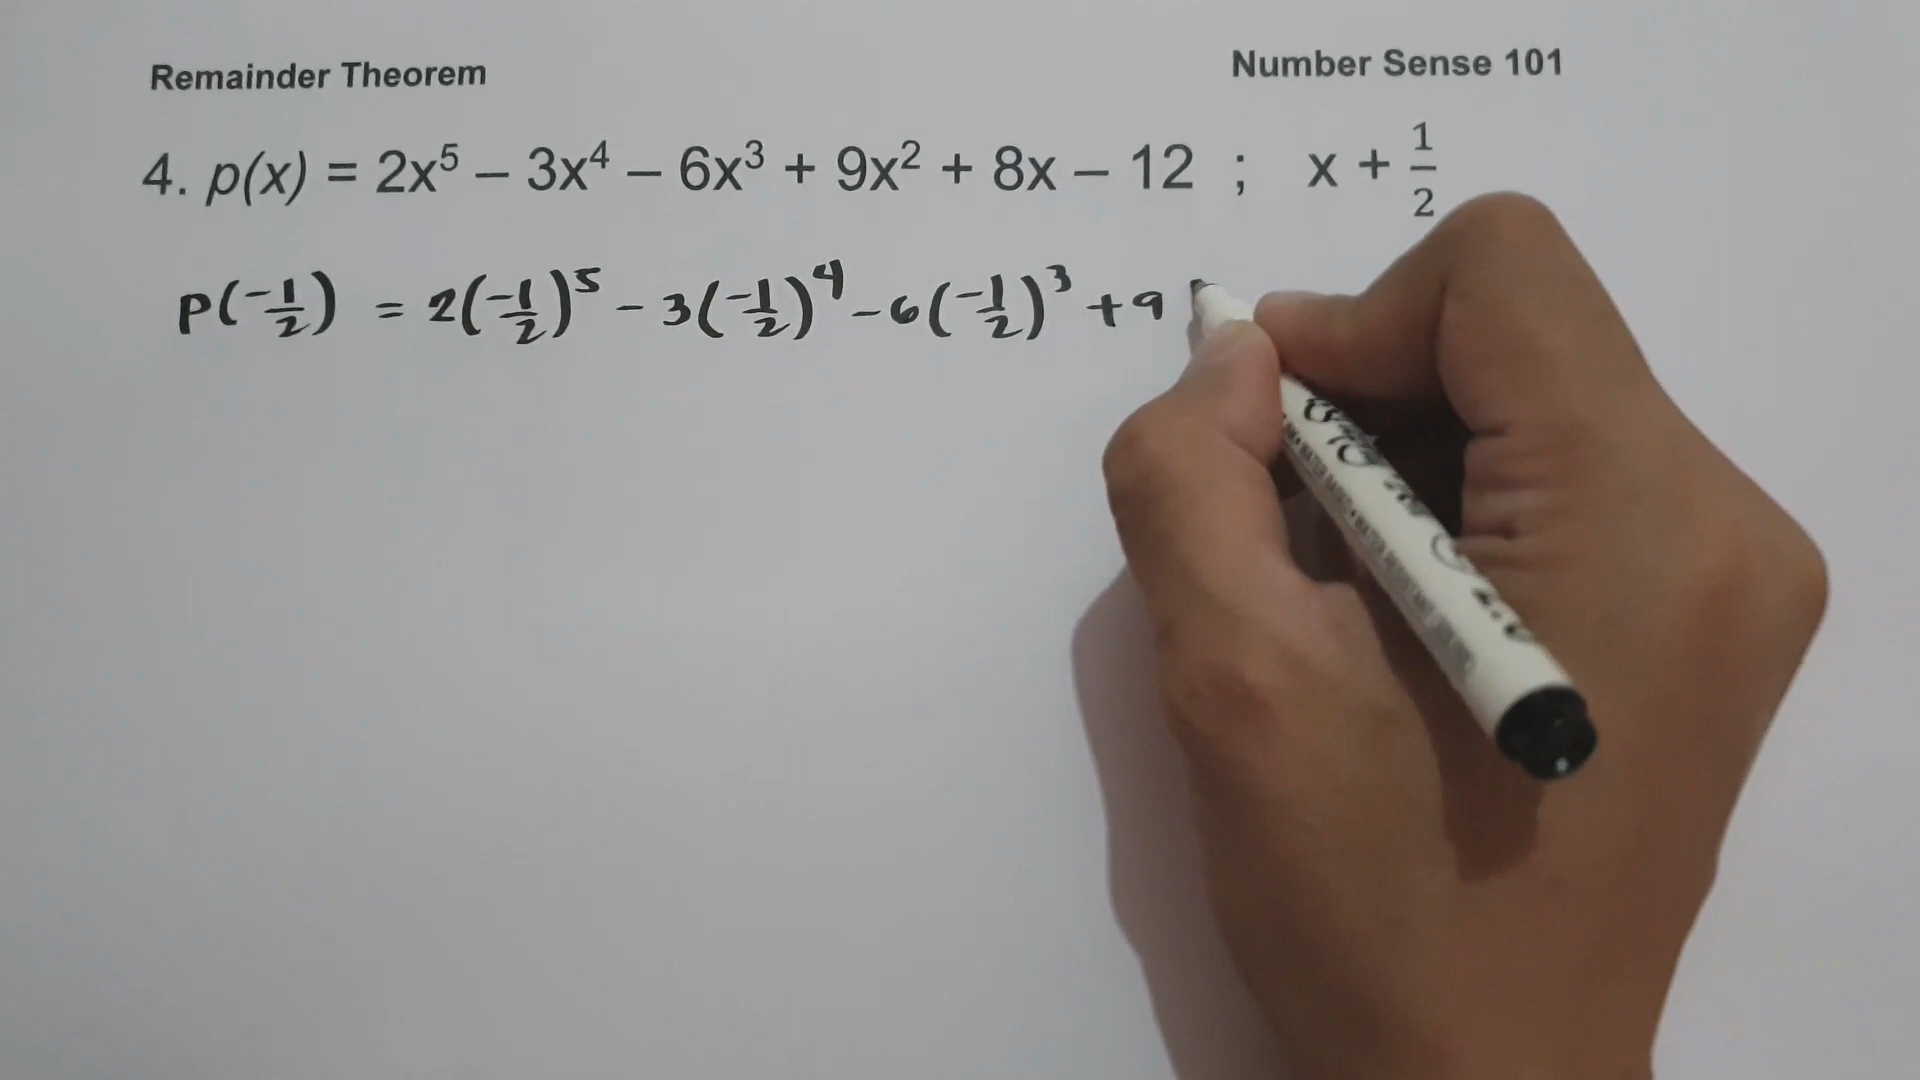 Remainder Theorem Number Sense 101
4. p(x) = 2x⁵ – 3x⁴ – 6x³ + 9x² + 8x – 12 ; x + 1/2
P(-1/2) = 2(-1/2)⁵ - 3(-1/2)⁴ - 6(-1/2)³ + 9